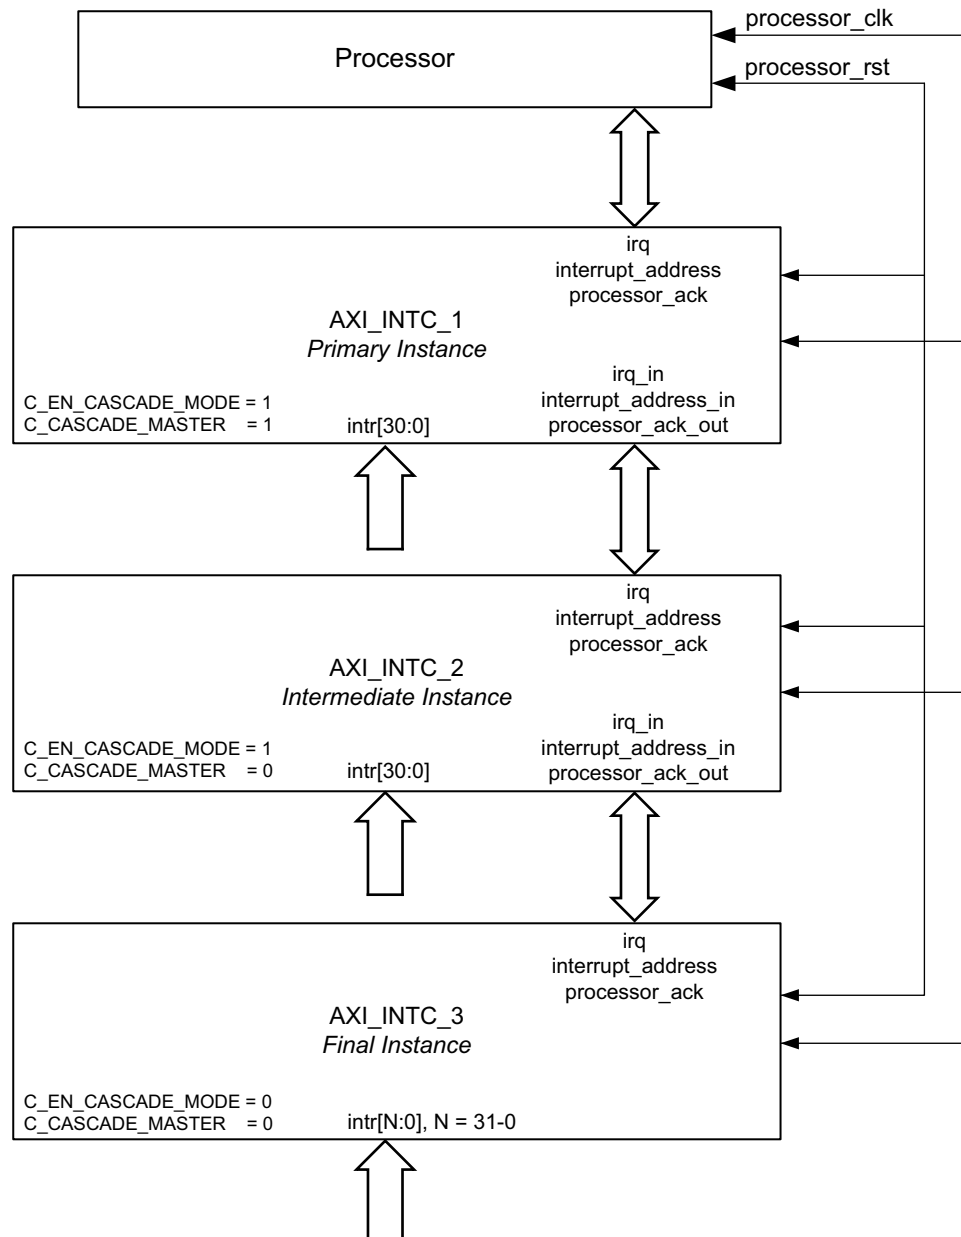 processor_clk
Processor
processor_rst
irq
interrupt_address
processor_ack
AXI_INTC_1
Primary Instance
irq_in
interrupt_address_in
processor_ack_out
C_EN_CASCADE_MODE = 1
C_CASCADE_MASTER = 1
intr[30:0]
irq
interrupt_address
processor_ack
AXI_INTC_2
Intermediate Instance
irq_in
interrupt_address_in
processor_ack_out
C_EN_CASCADE_MODE = 1
C_CASCADE_MASTER = 0
intr[30:0]
irq
interrupt_address
processor_ack
AXI_INTC_3
Final Instance
C_EN_CASCADE_MODE = 0
C_CASCADE_MASTER = 0
intr[N:0], N = 31-0